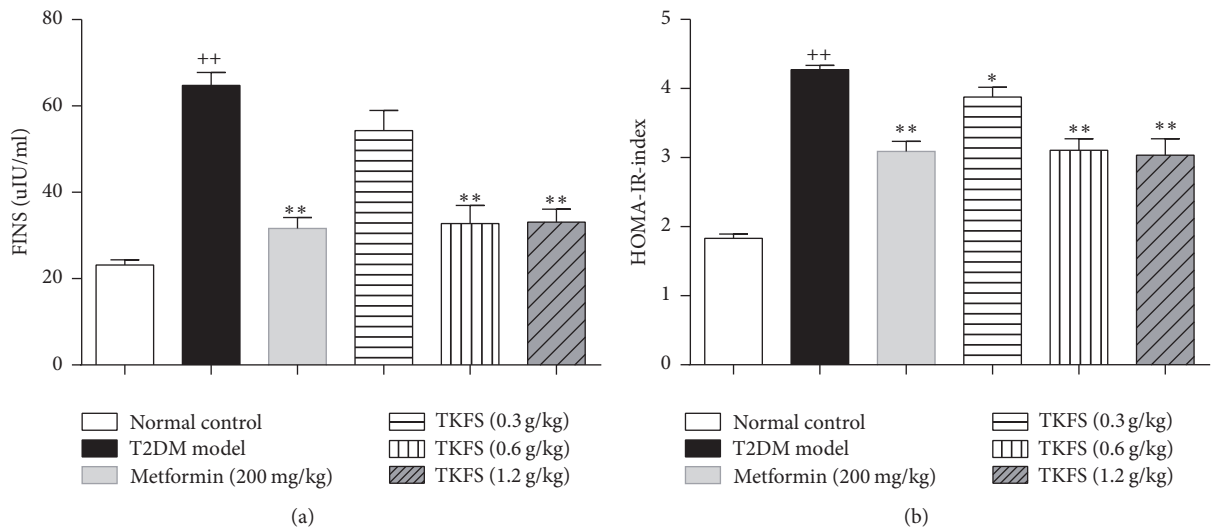 80
60
40
20
0
FINS (uIU/ml)
++
**
**
**
Normal control
T2DM model
Metformin (200 mg/kg)
TKFS (0.3 g/kg)
TKFS (0.6 g/kg)
TKFS (1.2 g/kg)
(a)
5
4
3
2
1
0
HOMA-IR-index
++
**
*
**
**
Normal control
T2DM model
Metformin (200 mg/kg)
TKFS (0.3 g/kg)
TKFS (0.6 g/kg)
TKFS (1.2 g/kg)
(b)